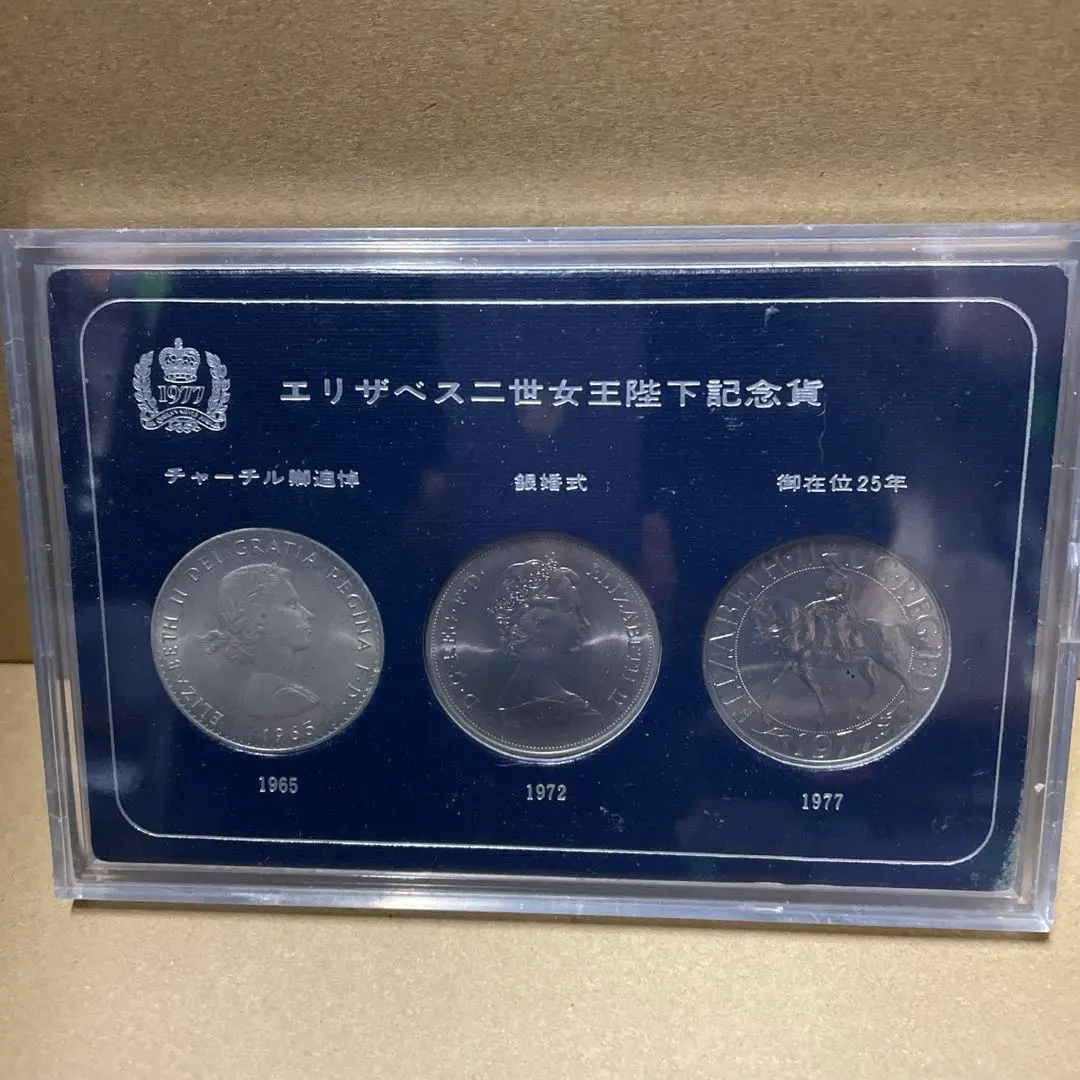 1977
エリザベス二世女王陛下記念貨
チャーチル卿追悼
銀婚式
御在位25年
ELIZABETH II DEI GRATIA REGINA F.D.
1965
D·G·REG·F·D· ELIZABETH II
1965
1972
1977